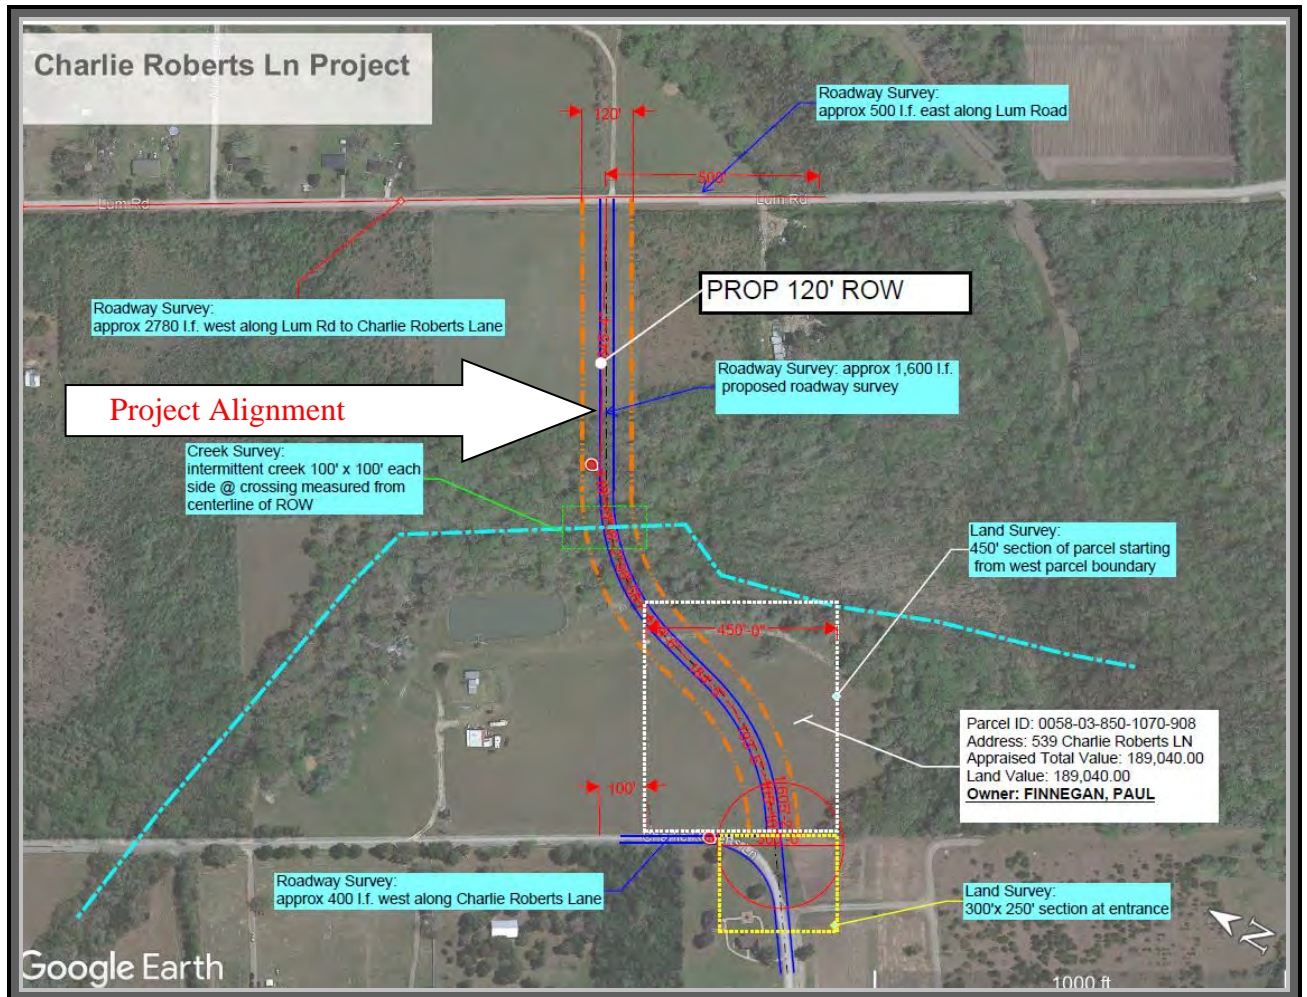 Charlie Roberts Ln Project
Roadway Survey:
approx 500 l.f. east along Lum Road
120'
500'
Lum Rd
Lum Rd
PROP 120' ROW
Roadway Survey:
approx 2780 l.f. west along Lum Rd to Charlie Roberts Lane
Roadway Survey: approx 1,600 l.f.
proposed roadway survey
Project Alignment
Creek Survey:
intermittent creek 100' x 100' each
side @ crossing measured from
centerline of ROW
Land Survey:
450' section of parcel starting
from west parcel boundary
450'-0"
Parcel ID: 0058-03-850-1070-908
Address: 539 Charlie Roberts LN
Appraised Total Value: 189,040.00
Land Value: 189,040.00
Owner: FINNEGAN, PAUL
100'
Roadway Survey:
approx 400 l.f. west along Charlie Roberts Lane
Land Survey:
300'x 250' section at entrance
N
Google Earth
1000 ft